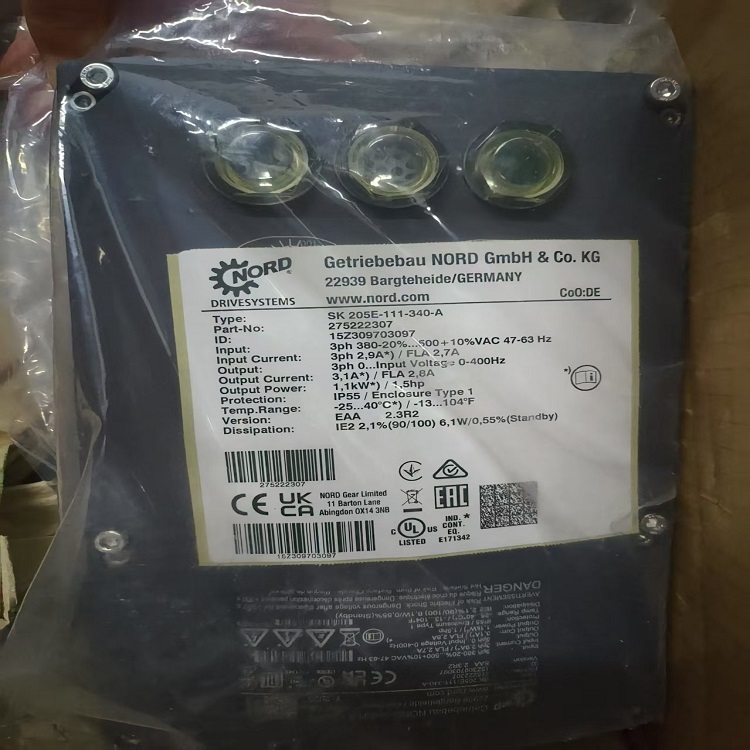 NORD®
DRIVESYSTEMS
Getriebebau NORD GmbH & Co. KG
22939 Bargteheide/GERMANY
www.nord.com CoO:DE
Type: SK 205E-111-340-A
Part-No: 275222307
ID: 15Z309703097
Input: 3ph 380-20%...500+10%VAC 47-63 Hz
Input Current: 3ph 2,9A*) / FLA 2,7A
Output: 3ph 0...Input Voltage 0-400Hz
Output Current: 3,1A*) / FLA 2,8A
Output Power: 1,1kW*) / 1,5hp
Protection: IP55 / Enclosure Type 1
Temp.Range: -25...40°C*) / -13...104°F
Version: EAA 2.3R2
Dissipation: IE2 2,1%(90/100) 6,1W/0,55%(Standby)
*) i
275222307
CE UK CA
NORD Gear Limited
11 Barton Lane
Abingdon OX14 3NB
EAC
15Z309703097
C UL US
LISTED
IND.*
CONT.
EQ.
E171342
DANGER